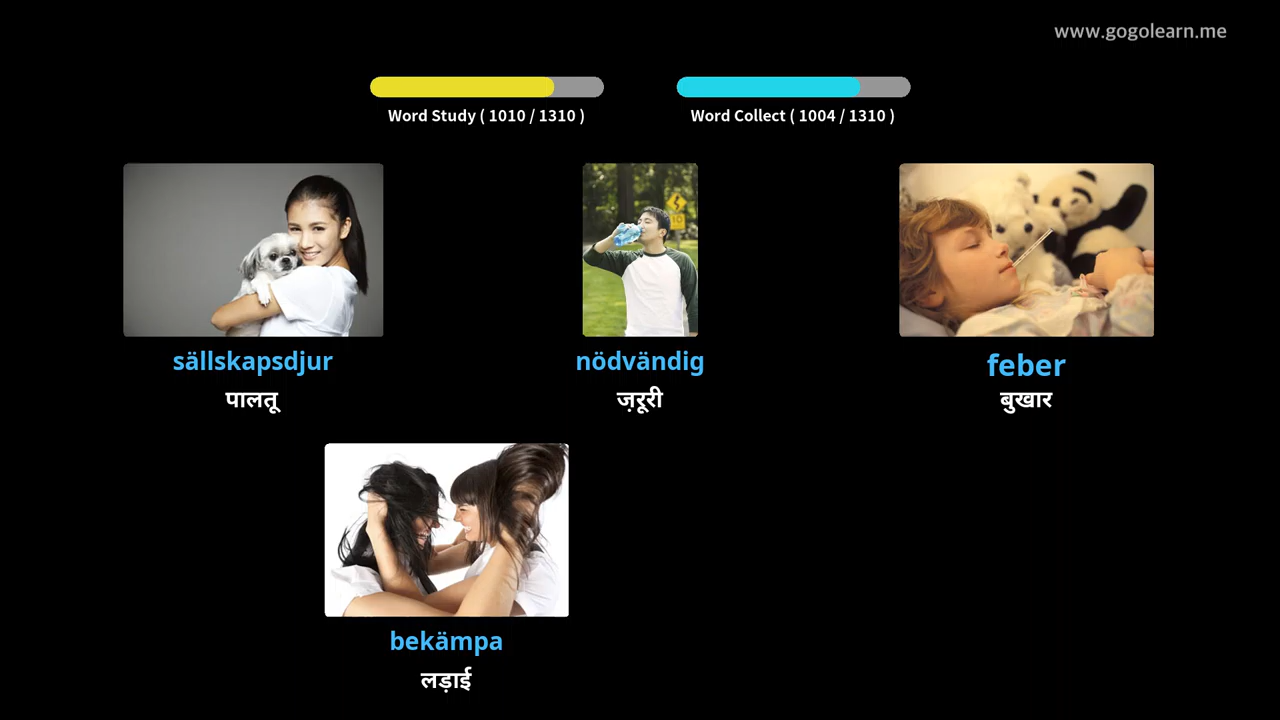 www.gogolearn.me
Word Study ( 1010 / 1310 )
Word Collect ( 1004 / 1310 )
sällskapsdjur
पालतू
nödvändig
ज़रूरी
feber
बुखार
bekämpa
लड़ाई